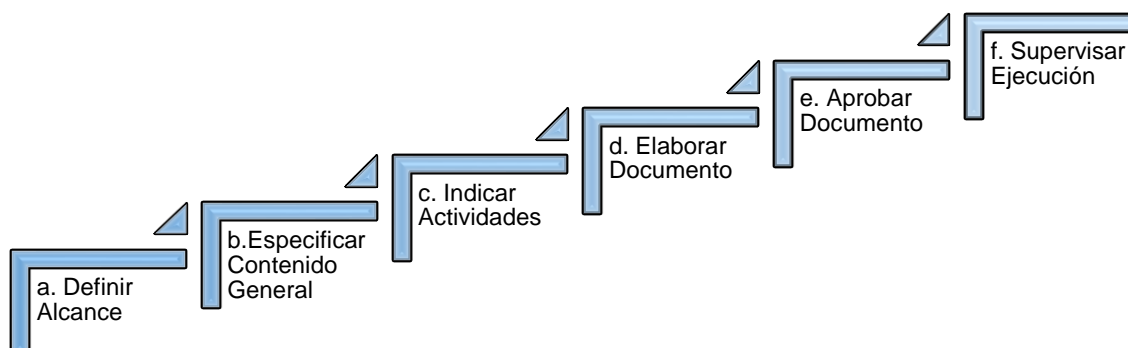 a. Definir
Alcance
b.Especificar
Contenido
General
c. Indicar
Actividades
d. Elaborar
Documento
e. Aprobar
Documento
f. Supervisar
Ejecución